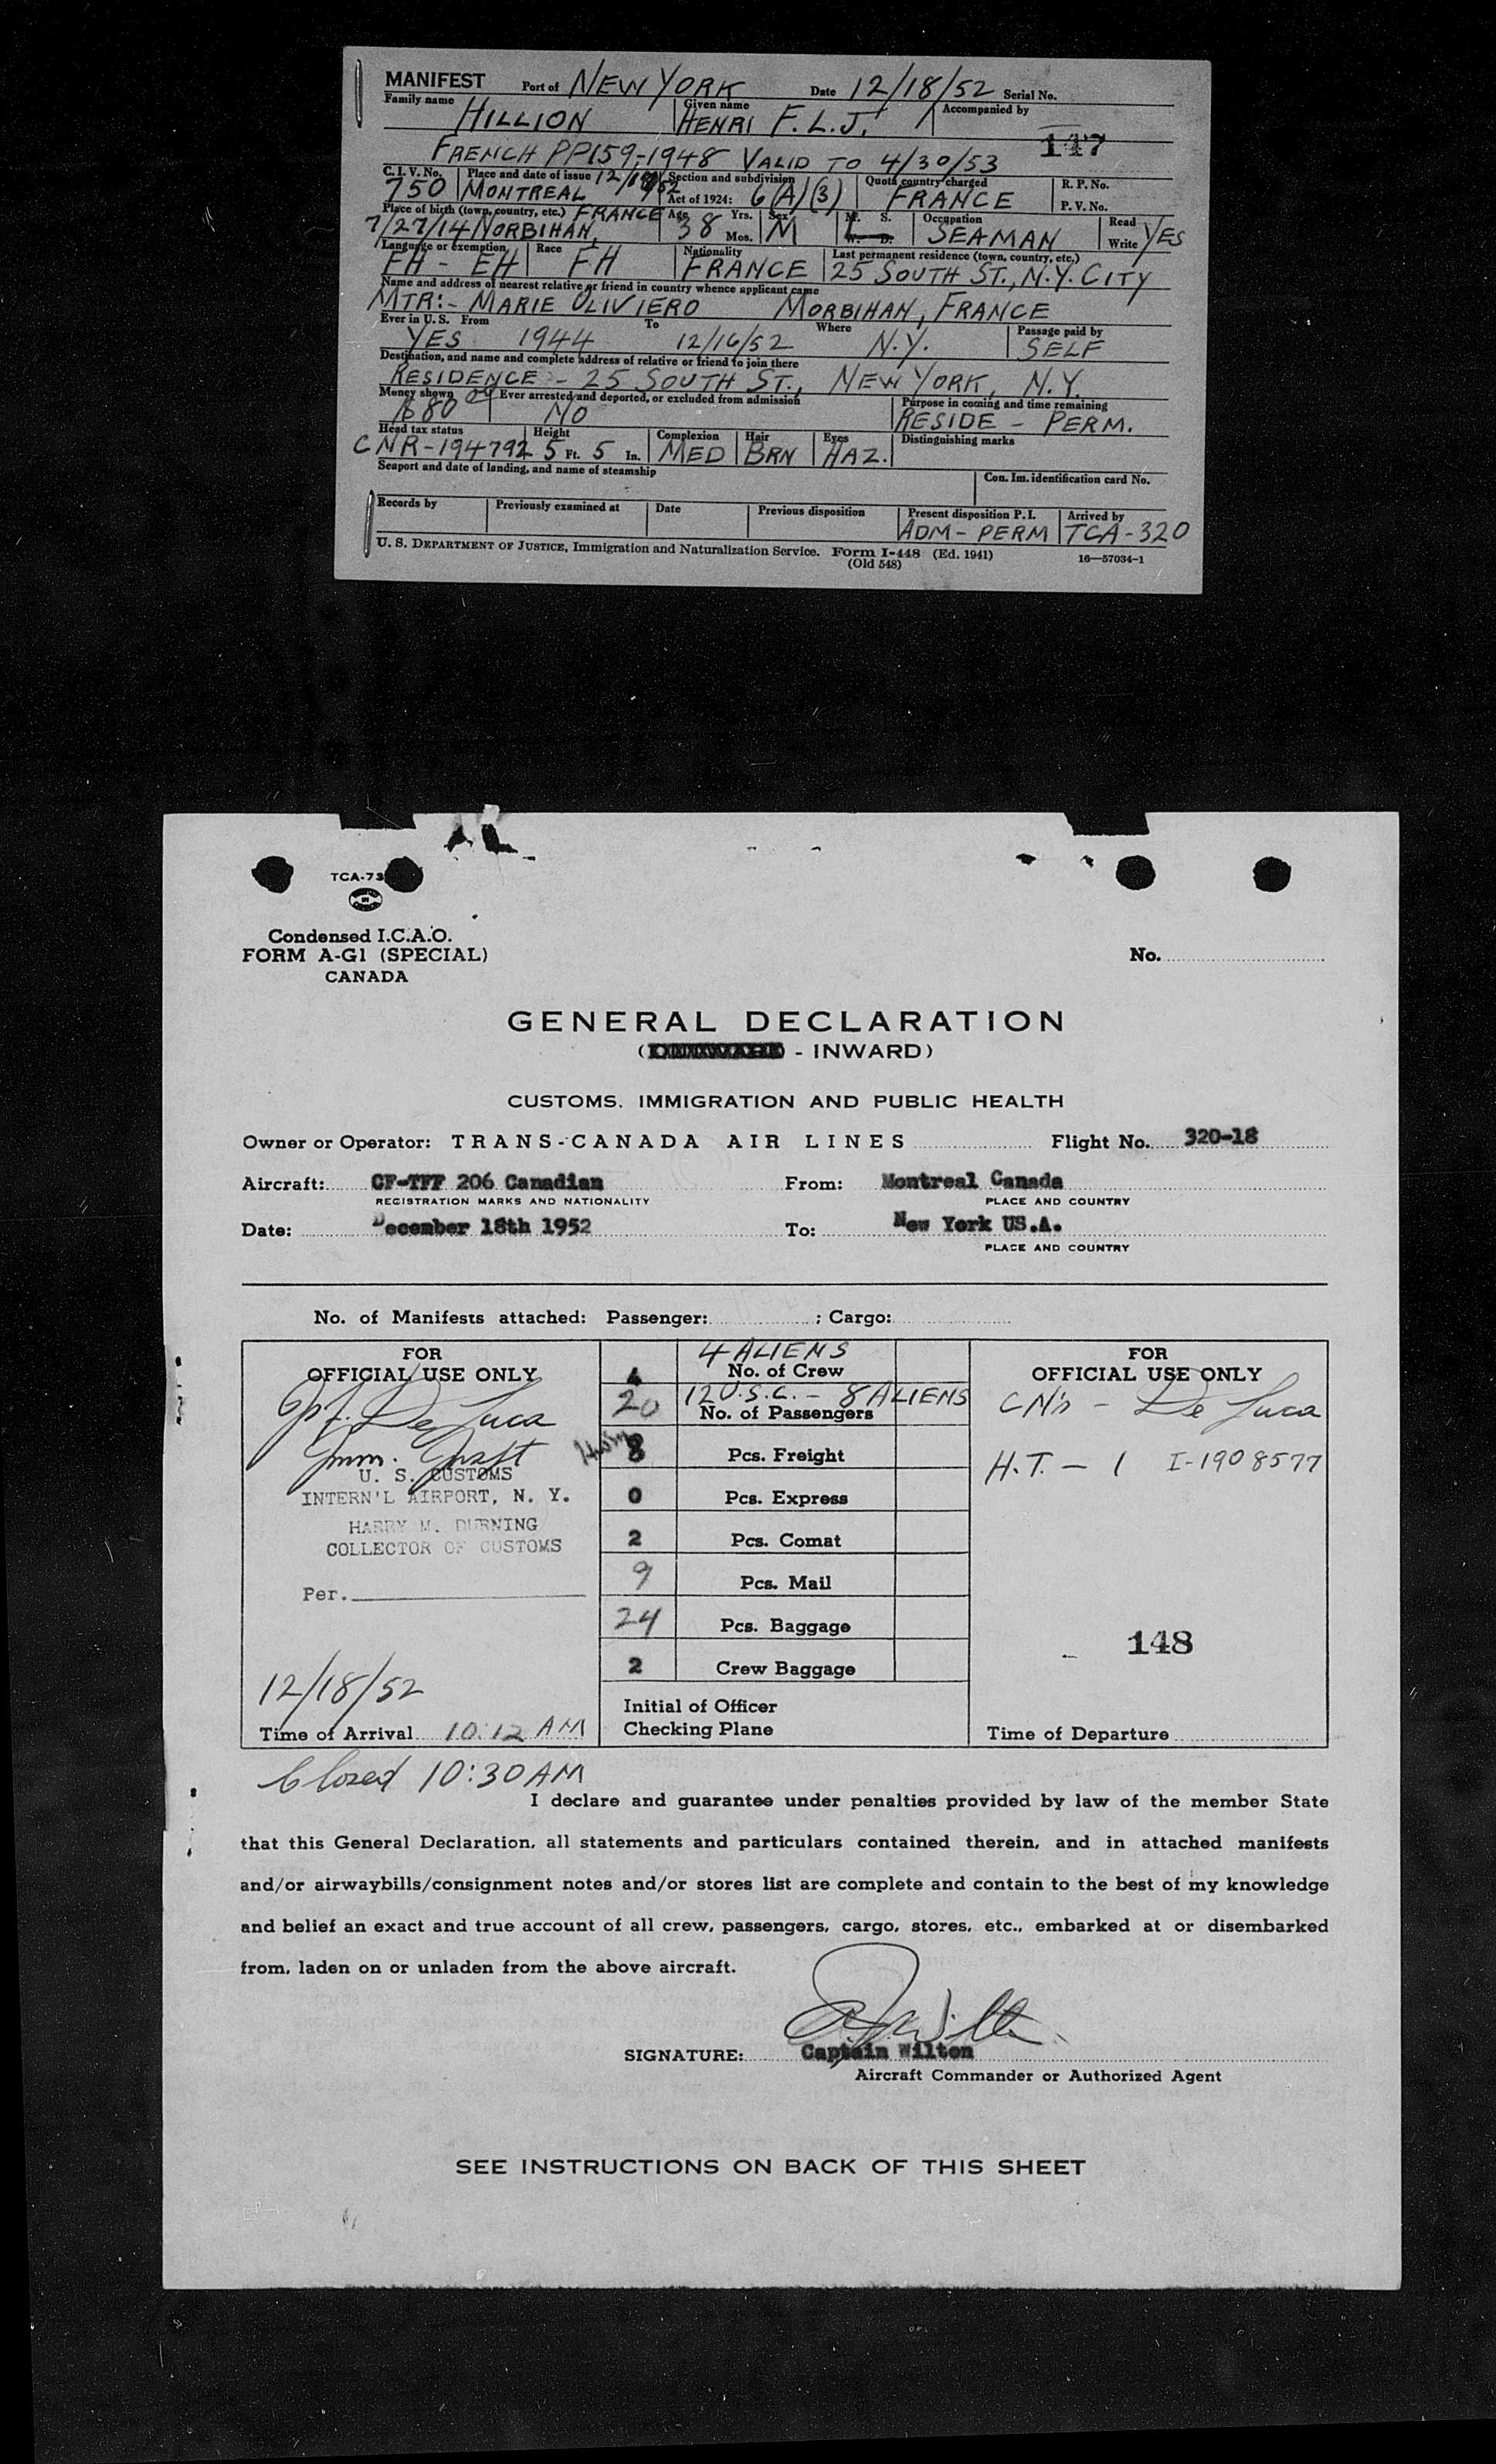 MANIFEST Port of NEW YORK Date 12/18/52 Serial No.
Family name Given name Accompanied by
HILLION HENRI F.L.J.
147
FRENCH PP159-1948 VALID TO 4/30/53
C. I. V. No. Place and date of issue 12/18/52 Section and subdivision Quota country charged R. P. No.
750 MONTREAL Act of 1924: 6(A)(3) FRANCE P. V. No.
Place of birth (town, country, etc.) FRANCE Age Yrs. Sex M. S. Occupation Read
7/27/14 NORBIHAN, 38 Mos. M W. D. SEAMAN Write YES
Language or exemption Race Nationality Last permanent residence (town, country, etc.)
FH - EH FH FRANCE 25 SOUTH ST., N.Y. CITY
Name and address of nearest relative or friend in country whence applicant came
MTR:- MARIE OLIVIERO MORBIHAN, FRANCE
Ever in U. S. From To Where Passage paid by
YES 1944 12/16/52 N.Y. SELF
Destination, and name and complete address of relative or friend to join there
RESIDENCE - 25 SOUTH ST., NEW YORK, N.Y.
Money shown Ever arrested and deported, or excluded from admission Purpose in coming and time remaining
$80 00 NO RESIDE - PERM.
Head tax status Height Complexion Hair Eyes Distinguishing marks
CNR-194792 5 Ft. 5 In. MED BRN HAZ.
Seaport and date of landing, and name of steamship Con. Im. identification card No.
Records by Previously examined at Date Previous disposition Present disposition P. I. Arrived by
ADM- PERM TCA-320
U. S. DEPARTMENT OF JUSTICE, Immigration and Naturalization Service. Form I-448 (Ed. 1941) 16—57034-1
(Old 548)
TCA-73
Condensed I.C.A.O.
FORM A-G1 (SPECIAL) No.
CANADA
GENERAL DECLARATION
( - INWARD)
CUSTOMS, IMMIGRATION AND PUBLIC HEALTH
Owner or Operator: TRANS-CANADA AIR LINES Flight No. 320-18
Aircraft: CF-TFF 206 Canadian From: Montreal Canada
REGISTRATION MARKS AND NATIONALITY PLACE AND COUNTRY
Date: December 18th 1952 To: New York US.A.
PLACE AND COUNTRY
No. of Manifests attached: Passenger: ; Cargo:
FOR 4 ALIENS FOR
OFFICIAL USE ONLY 4 No. of Crew OFFICIAL USE ONLY
De Luca 20 12 U.S.C. - 8 ALIENS CN's - De Luca
No. of Passengers
Imm. Insp't 8 Pcs. Freight H.T. - 1 I-1908577
U. S. CUSTOMS
INTERN'L AIRPORT, N. Y. 0 Pcs. Express
HARRY M. DURNING
COLLECTOR OF CUSTOMS 2 Pcs. Comat
Per. 9 Pcs. Mail
24 Pcs. Baggage 148
2 Crew Baggage
12/18/52
Initial of Officer
Time of Arrival 10:12 AM Checking Plane Time of Departure
Closed 10:30 AM
I declare and guarantee under penalties provided by law of the member State
that this General Declaration, all statements and particulars contained therein, and in attached manifests
and/or airwaybills/consignment notes and/or stores list are complete and contain to the best of my knowledge
and belief an exact and true account of all crew, passengers, cargo, stores, etc., embarked at or disembarked
from, laden on or unladen from the above aircraft.
SIGNATURE: Captain Wilton
Aircraft Commander or Authorized Agent
SEE INSTRUCTIONS ON BACK OF THIS SHEET